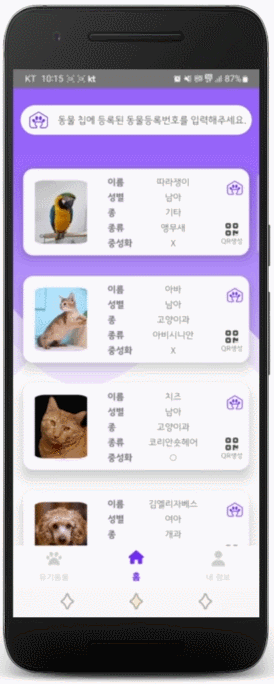 KT 10:15 kt 87%
동물 칩에 등록된 동물등록번호를 입력해주세요.
이름 따라쟁이
성별 남아
종 기타
종류 앵무새
중성화 X
QR생성
이름 아바
성별 남아
종 고양이과
종류 아비시니안
중성화 X
QR생성
이름 치즈
성별 남아
종 고양이과
종류 코리안숏헤어
중성화 ○
QR생성
이름 김엘리자베스
성별 여아
종 개과
유기동물 홈 내 정보